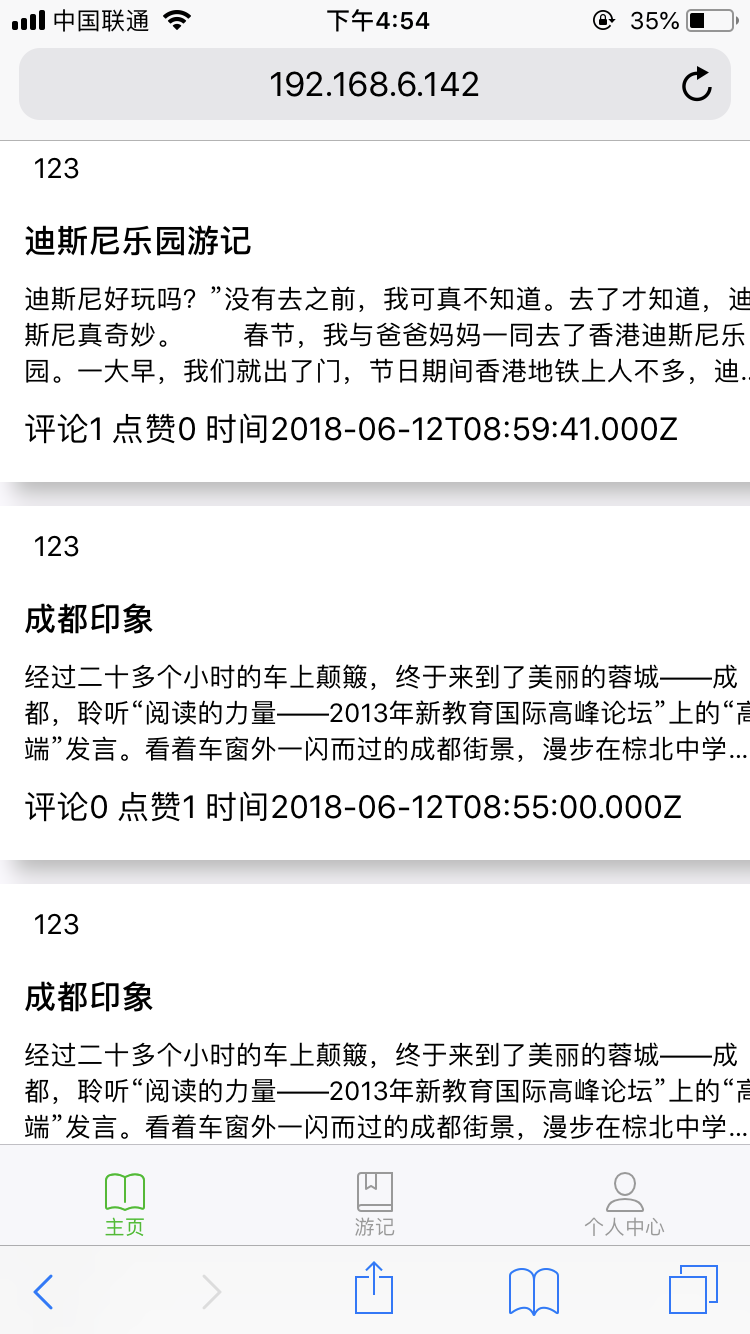 中国联通 下午4:54 35%
192.168.6.142
123
迪斯尼乐园游记
迪斯尼好玩吗？”没有去之前，我可真不知道。去了才知道，迪
斯尼真奇妙。 春节，我与爸爸妈妈一同去了香港迪斯尼乐
园。一大早，我们就出了门，节日期间香港地铁上人不多，迪...
评论1 点赞0 时间2018-06-12T08:59:41.000Z
123
成都印象
经过二十多个小时的车上颠簸，终于来到了美丽的蓉城——成
都，聆听“阅读的力量——2013年新教育国际高峰论坛”上的“高
端”发言。看着车窗外一闪而过的成都街景，漫步在棕北中学...
评论0 点赞1 时间2018-06-12T08:55:00.000Z
123
成都印象
经过二十多个小时的车上颠簸，终于来到了美丽的蓉城——成
都，聆听“阅读的力量——2013年新教育国际高峰论坛”上的“高
端”发言。看着车窗外一闪而过的成都街景，漫步在棕北中学...
主页 游记 个人中心